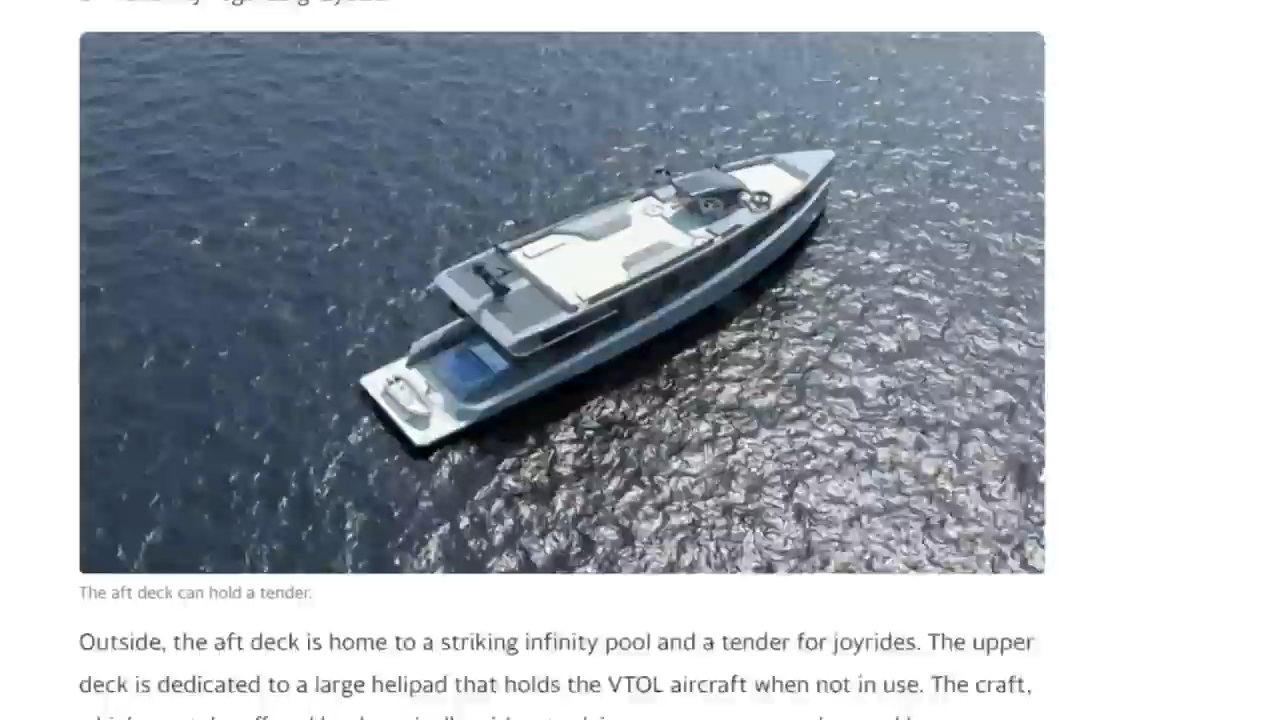 The aft deck can hold a tender.
Outside, the aft deck is home to a striking infinity pool and a tender for joyrides. The upper
deck is dedicated to a large helipad that holds the VTOL aircraft when not in use. The craft,